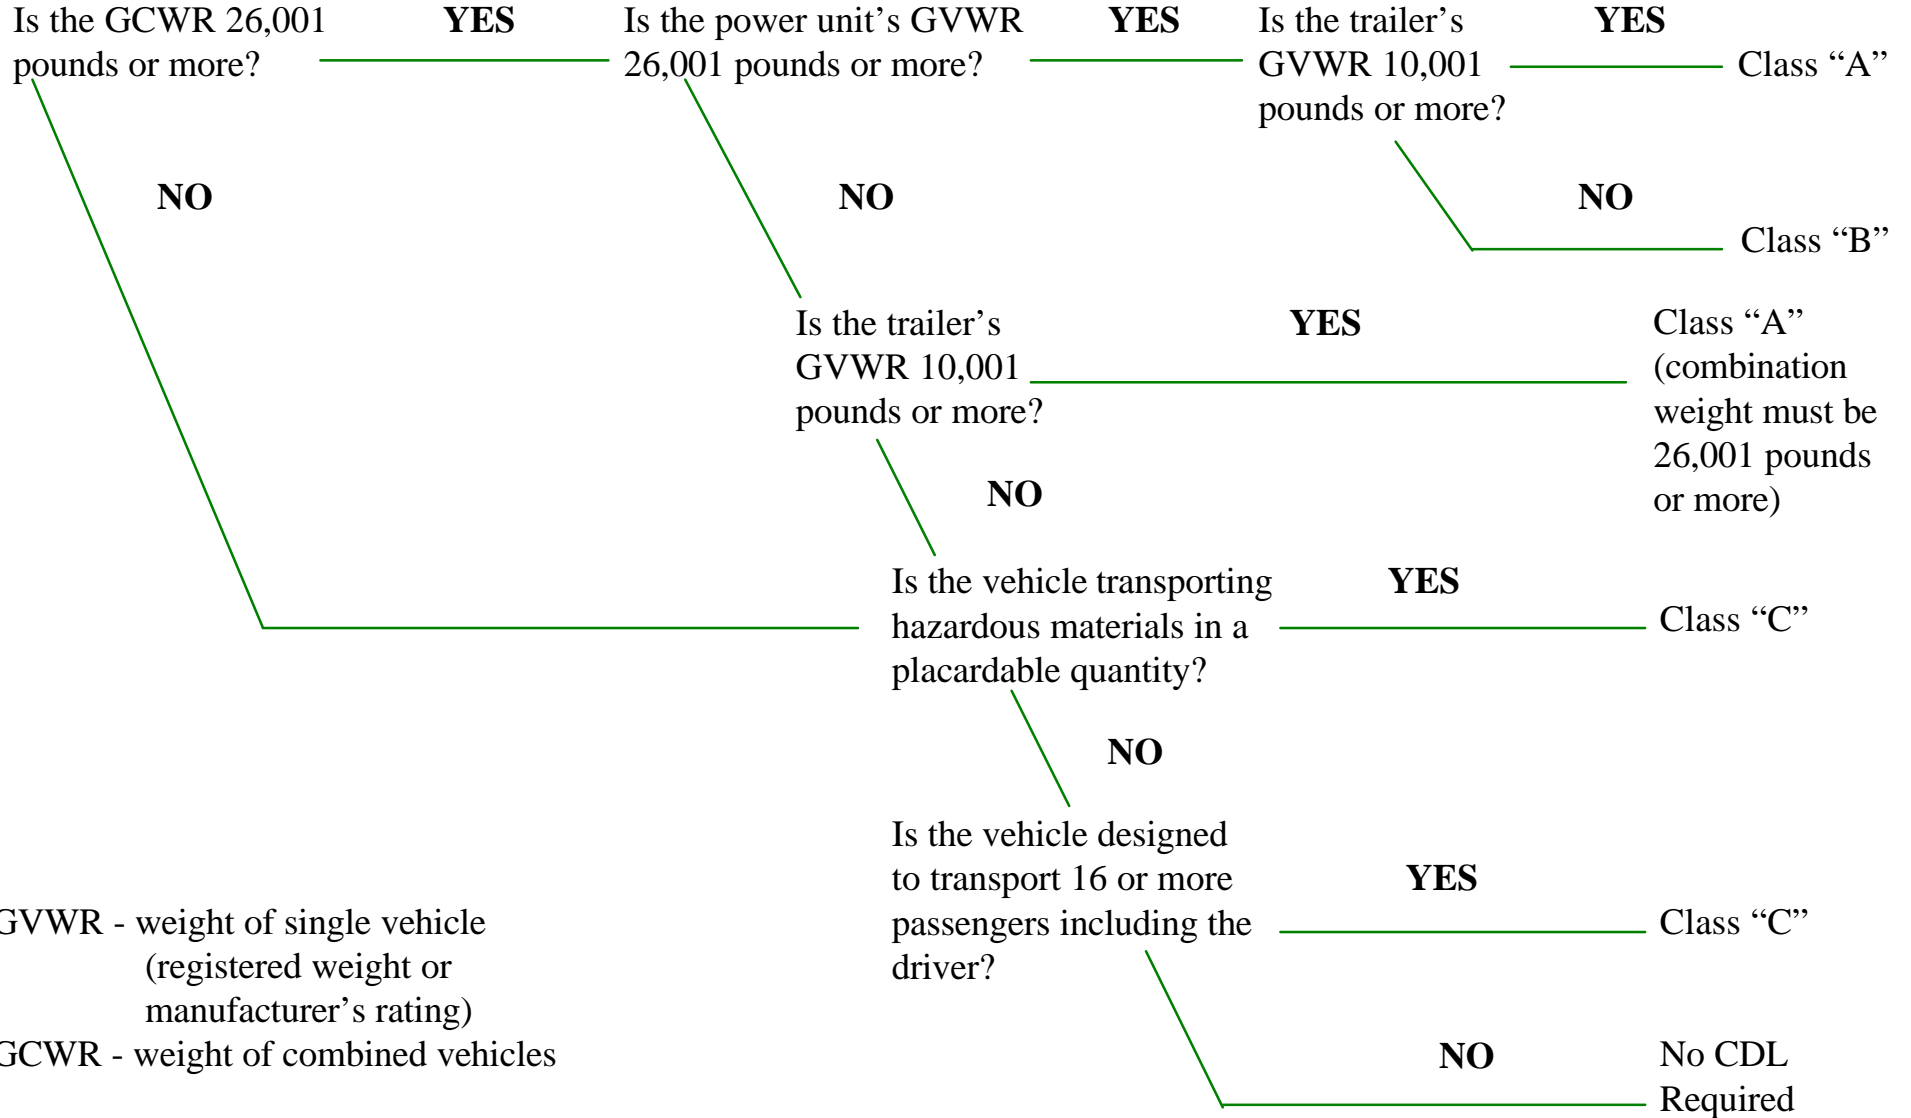 Is the GCWR 26,001
pounds or more?
YES
Is the power unit's GVWR
26,001 pounds or more?
YES
Is the trailer's
GVWR 10,001
pounds or more?
YES
Class “A”
NO
NO
NO
Class “B”
Is the trailer's
GVWR 10,001
pounds or more?
YES
Class “A”
(combination
weight must be
26,001 pounds
or more)
NO
Is the vehicle transporting
hazardous materials in a
placardable quantity?
YES
Class “C”
NO
Is the vehicle designed
to transport 16 or more
passengers including the
driver?
YES
Class “C”
NO
No CDL
Required
GVWR - weight of single vehicle
(registered weight or
manufacturer's rating)
GCWR - weight of combined vehicles